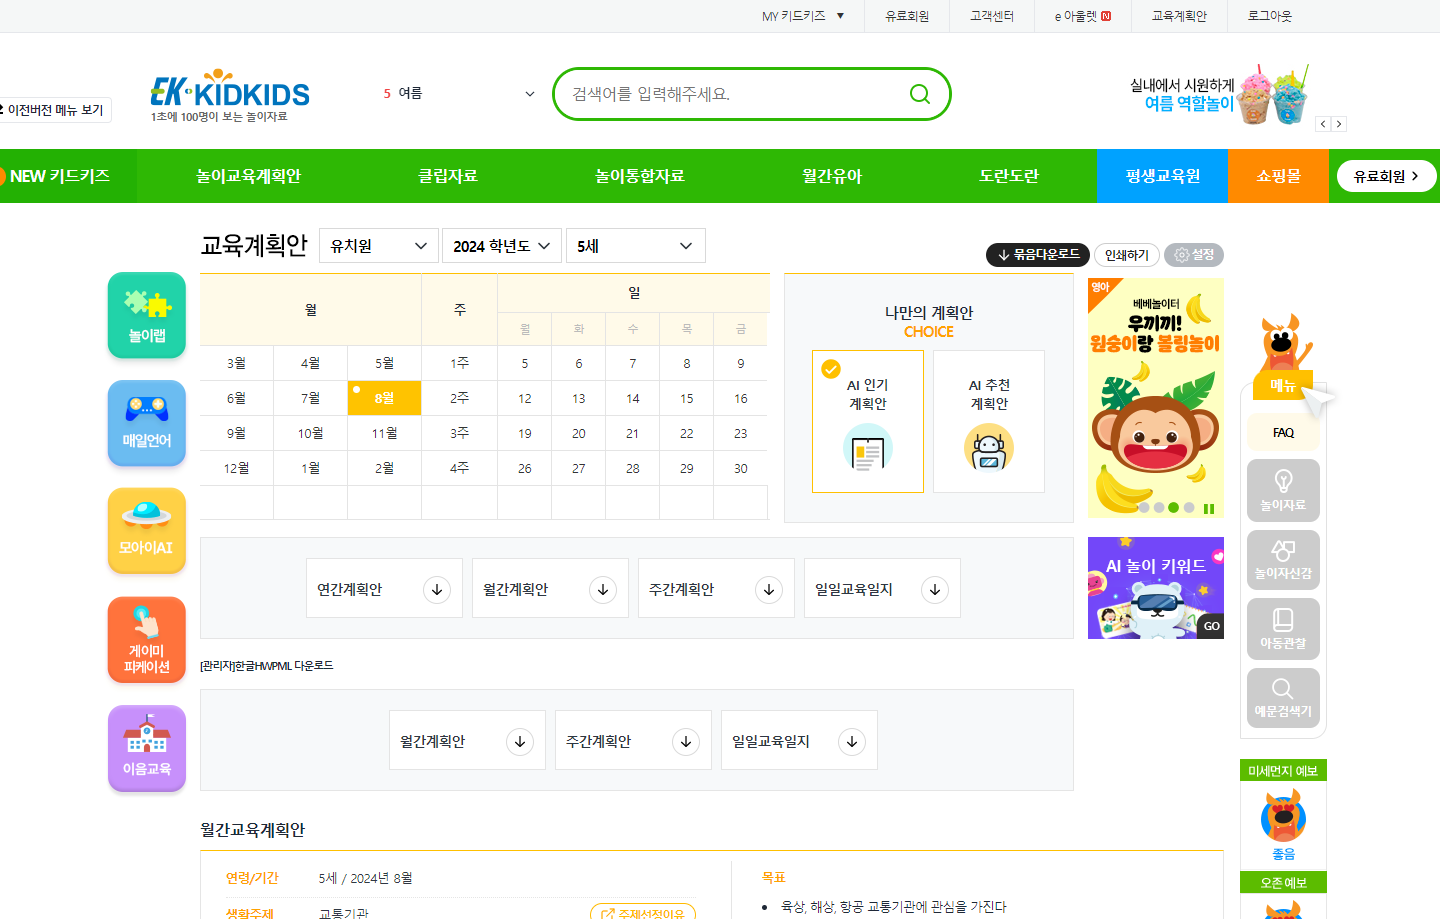 MY 키드키즈 ▼ 유료회원 고객센터 e 아울렛 N 교육계획안 로그아웃
이전버전 메뉴 보기
EK KIDKIDS
1초에 100명이 보는 놀이자료
5 여름
검색어를 입력해주세요.
실내에서 시원하게
여름 역할놀이
NEW 키드키즈 놀이교육계획안 클립자료 놀이통합자료 월간유아 도란도란 평생교육원 쇼핑몰 유료회원
교육계획안 유치원 2024 학년도 5세
묶음다운로드 인쇄하기 설정
놀이랩
매일언어
모아이AI
게이미
피케이션
이음교육
월 주 일
월 화 수 목 금
3월 4월 5월 1주 5 6 7 8 9
6월 7월 8월 2주 12 13 14 15 16
9월 10월 11월 3주 19 20 21 22 23
12월 1월 2월 4주 26 27 28 29 30
나만의 계획안
CHOICE
AI 인기
계획안
AI 추천
계획안
영아
베베놀이터
우끼끼!
원숭이랑 볼링놀이
메뉴
FAQ
놀이자료
놀이자신감
아동관찰
예문검색기
연간계획안 월간계획안 주간계획안 일일교육일지
AI 놀이 키워드
GO
[관리자]한글HWPML 다운로드
월간계획안 주간계획안 일일교육일지
미세먼지 예보
좋음
오존 예보
월간교육계획안
연령/기간 5세 / 2024년 8월
생활주제 교통기관 주제선정이유
목표
육상, 해상, 항공 교통기관에 관심을 가진다